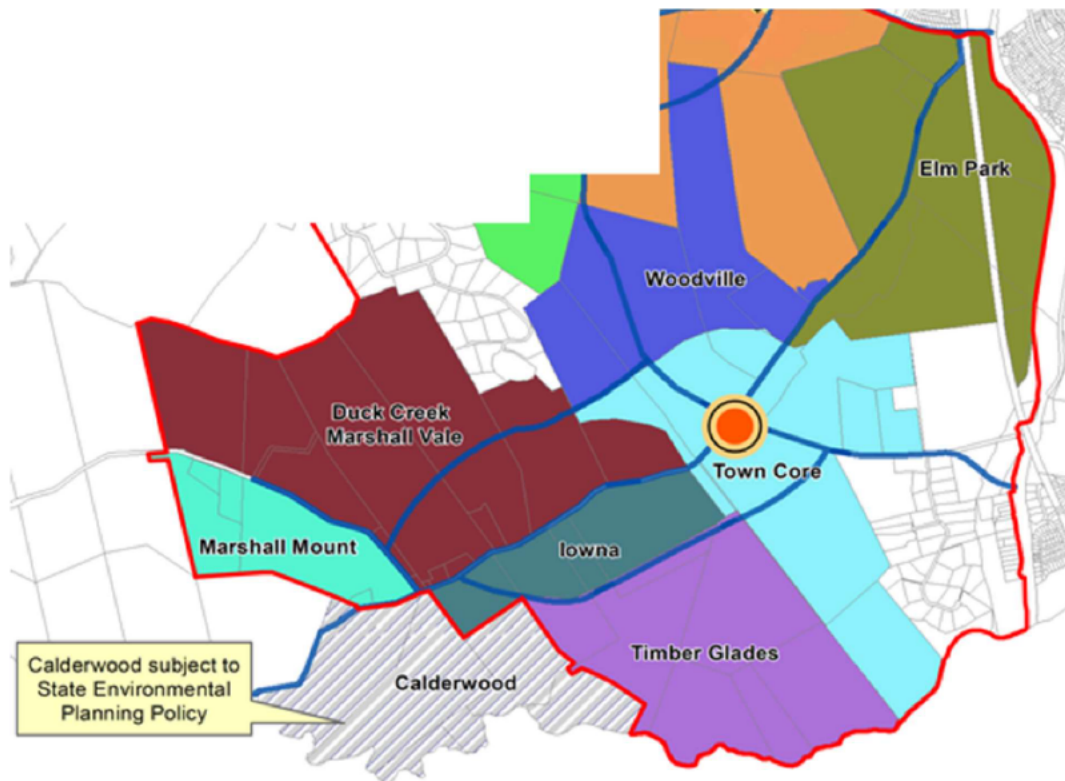 Elm Park
Woodville
Duck Creek
Marshall Vale
Town Core
Marshall Mount
Iowna
Timber Glades
Calderwood subject to
State Environmental
Planning Policy
Calderwood